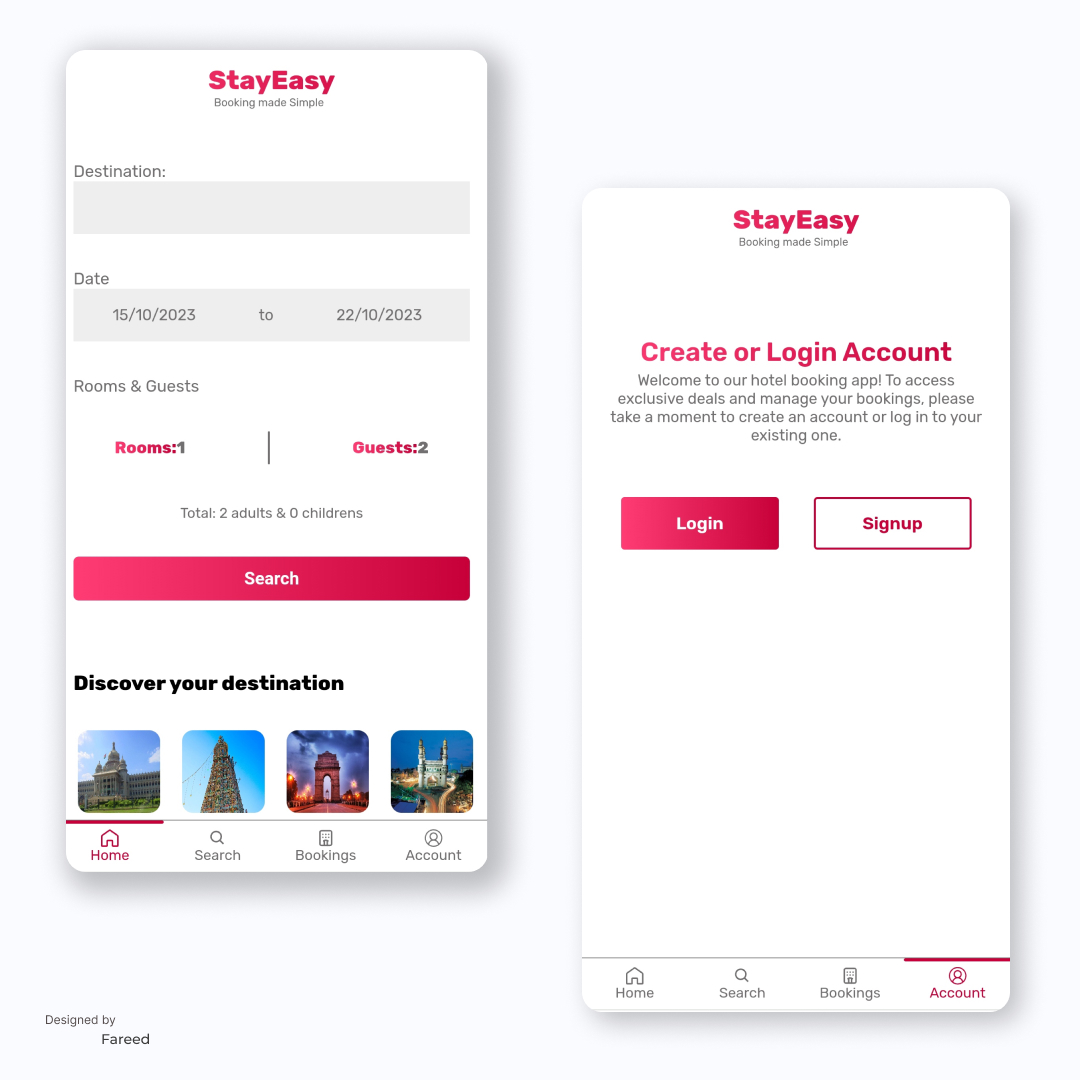 StayEasy
Booking made Simple
Destination:
Date
15/10/2023 to 22/10/2023
Rooms & Guests
Rooms:1 Guests:2
Total: 2 adults & 0 childrens
Search
Discover your destination
Home Search Bookings Account
StayEasy
Booking made Simple
Create or Login Account
Welcome to our hotel booking app! To access
exclusive deals and manage your bookings, please
take a moment to create an account or log in to your
existing one.
Login Signup
Home Search Bookings Account
Designed by
Fareed